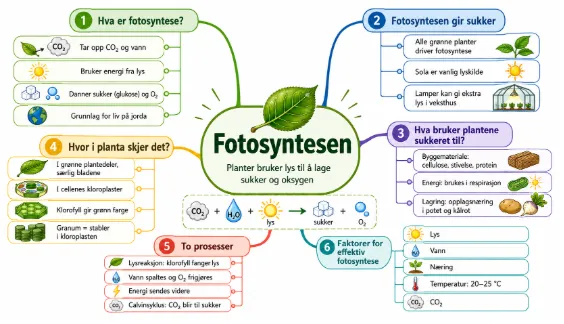 1 Hva er fotosyntese?
CO₂
Tar opp CO₂ og vann
Bruker energi fra lys
Danner sukker (glukose) og O₂
Grunnlag for liv på jorda
2 Fotosyntesen gir sukker
Alle grønne planter
driver fotosyntese
Sola er vanlig lyskilde
Lamper kan gi ekstra
lys i veksthus
Fotosyntesen
Planter bruker lys til å lage
sukker og oksygen
CO₂ + H₂O + lys → sukker + O₂
3 Hva bruker plantene
sukkeret til?
Byggemateriale:
cellulose, stivelse, protein
Energi: brukes i respirasjon
Lagring: opplagsnæring
i potet og kålrot
4 Hvor i planta skjer det?
I grønne plantedeler,
særlig bladene
I cellenes kloroplaster
Klorofyll gir grønn farge
Granum = stabler
i kloroplasten
5 To prosesser
Lysreaksjon: klorofyll fanger lys
Vann spaltes og O₂ frigjøres
Energi sendes videre
CO₂
Calvinsyklus: CO₂ blir til sukker
6 Faktorer for
effektiv
fotosyntese
Lys
Vann
Næring
Temperatur: 20–25 °C
CO₂
CO₂